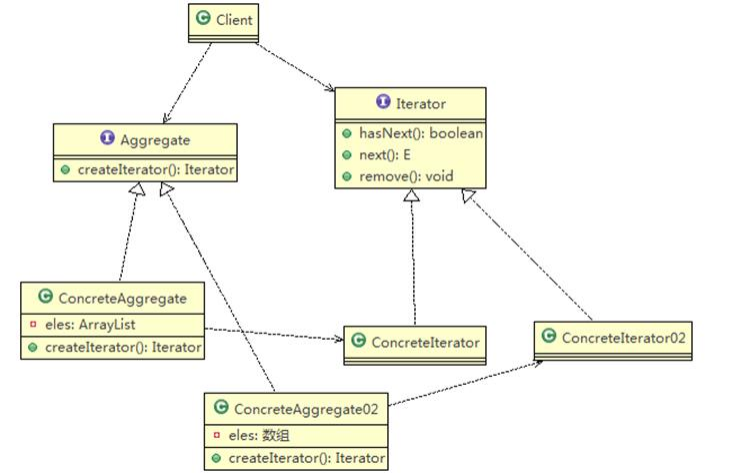 Client
Iterator
hasNext(): boolean
next(): E
remove(): void
Aggregate
createIterator(): Iterator
ConcreteAggregate
eles: ArrayList
createIterator(): Iterator
ConcreteIterator
ConcreteIterator02
ConcreteAggregate02
eles: 数组
createIterator(): Iterator